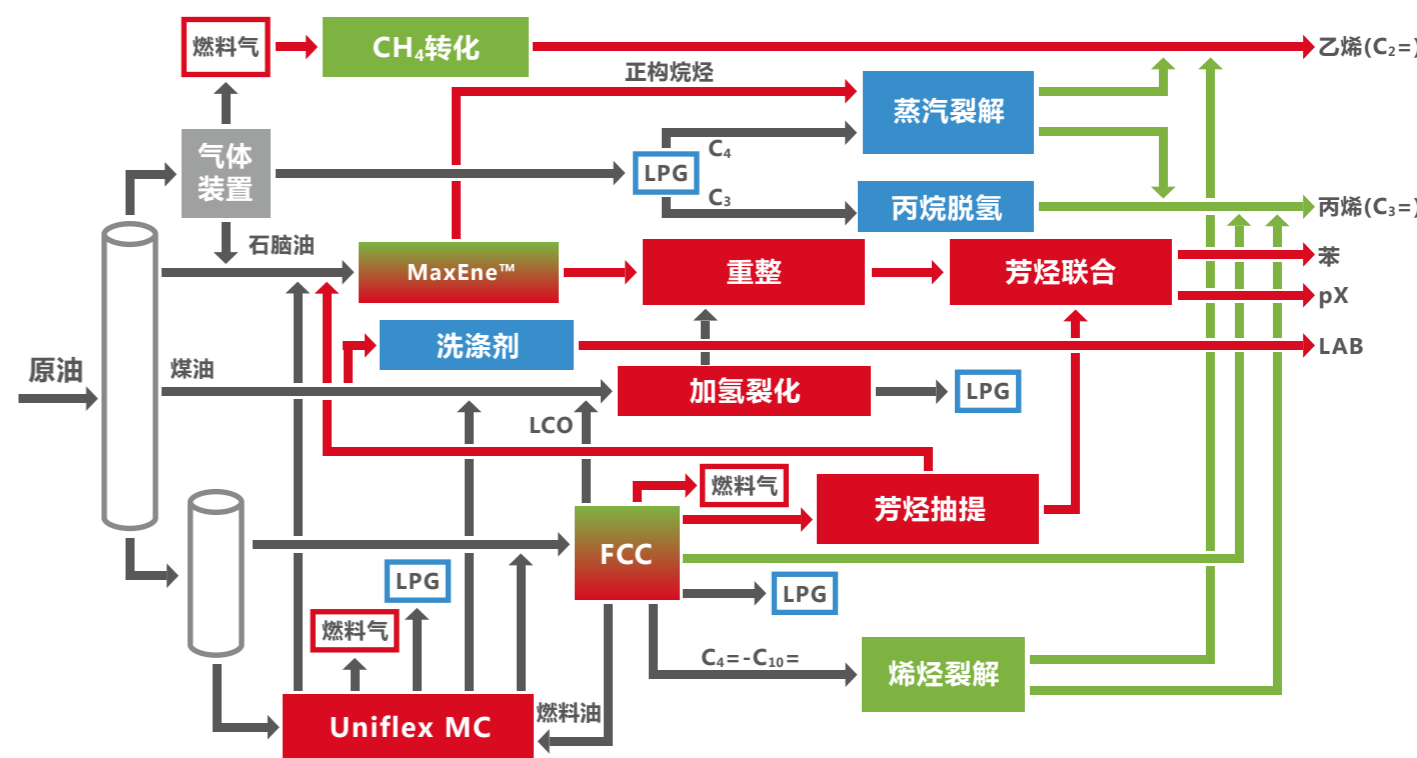 燃料气
CH₄转化
乙烯(C₂=)
正构烷烃
蒸汽裂解
气体
装置
C₄
LPG
C₃
丙烷脱氢
丙烯(C₃=)
石脑油
MaxEne™
重整
芳烃联合
苯
pX
洗涤剂
LAB
原油
煤油
加氢裂化
LPG
LCO
燃料气
芳烃抽提
FCC
LPG
LPG
燃料气
C₄=-C₁₀=
烯烃裂解
Uniflex MC
燃料油